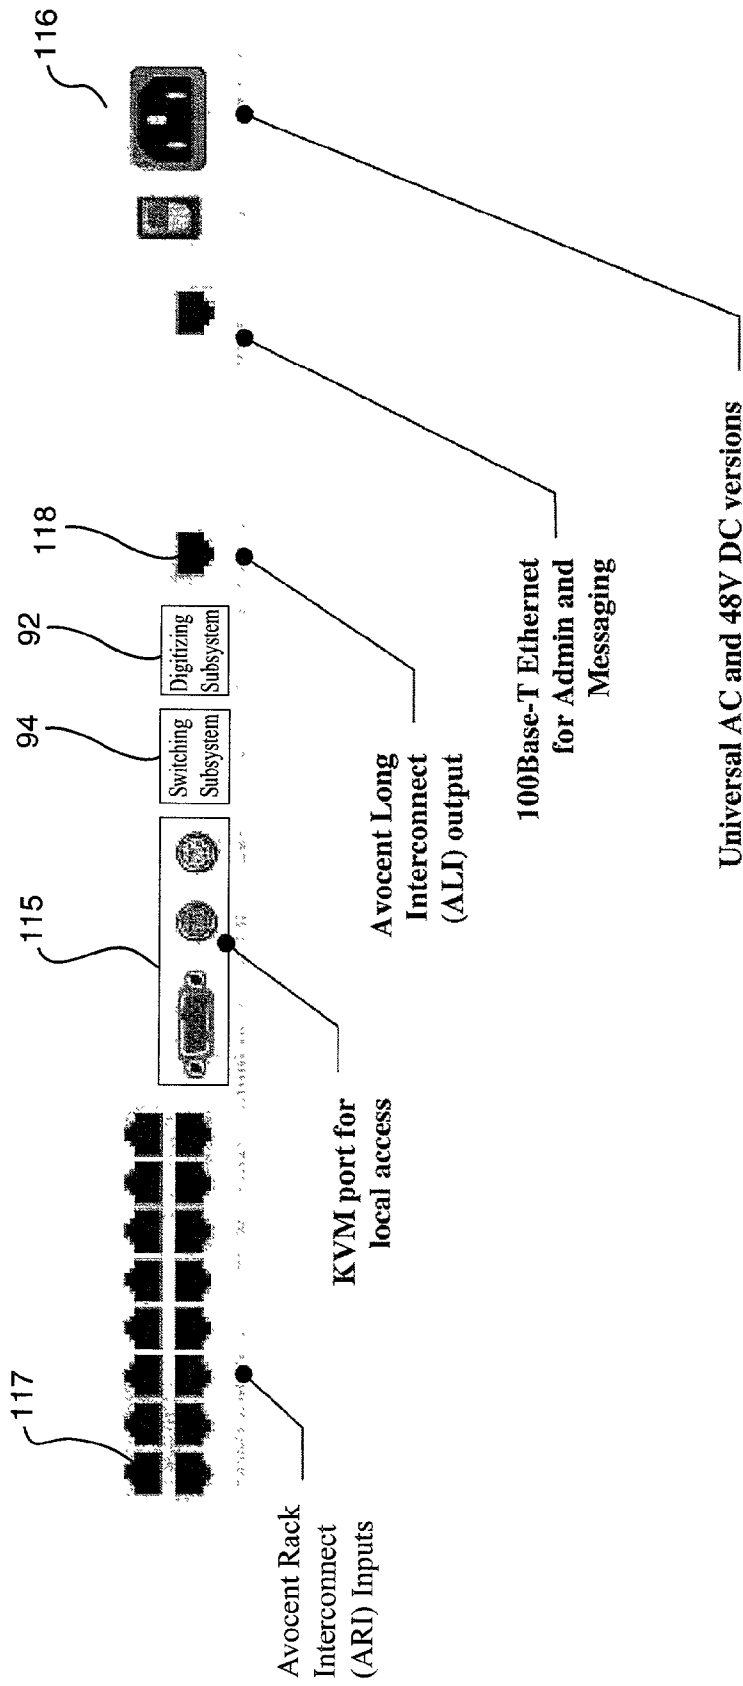 117
115
94
92
118
116
Switching
Subsystem
Digitizing
Subsystem
Avocent Rack
Interconnect
(ARI) Inputs
KVM port for
local access
Avocent Long
Interconnect
(ALI) output
100Base-T Ethernet
for Admin and
Messaging
Universal AC and 48V DC versions